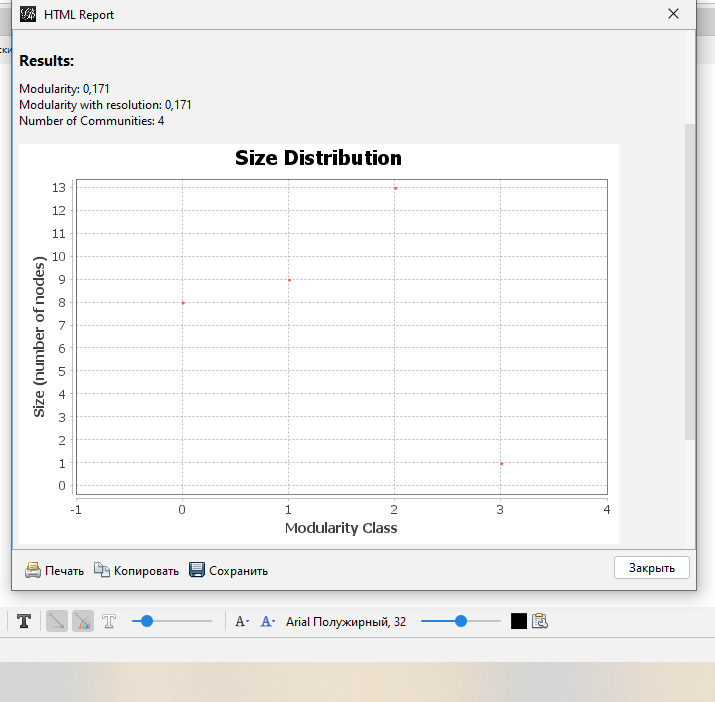 HTML Report
ски
Results:
Modularity: 0,171
Modularity with resolution: 0,171
Number of Communities: 4
Size Distribution
13
12
11
10
9
8
7
6
5
4
3
2
1
0
Size (number of nodes)
-1 0 1 2 3 4
Modularity Class
Печать Копировать Сохранить Закрыть
T T A- A- Arial Полужирный, 32